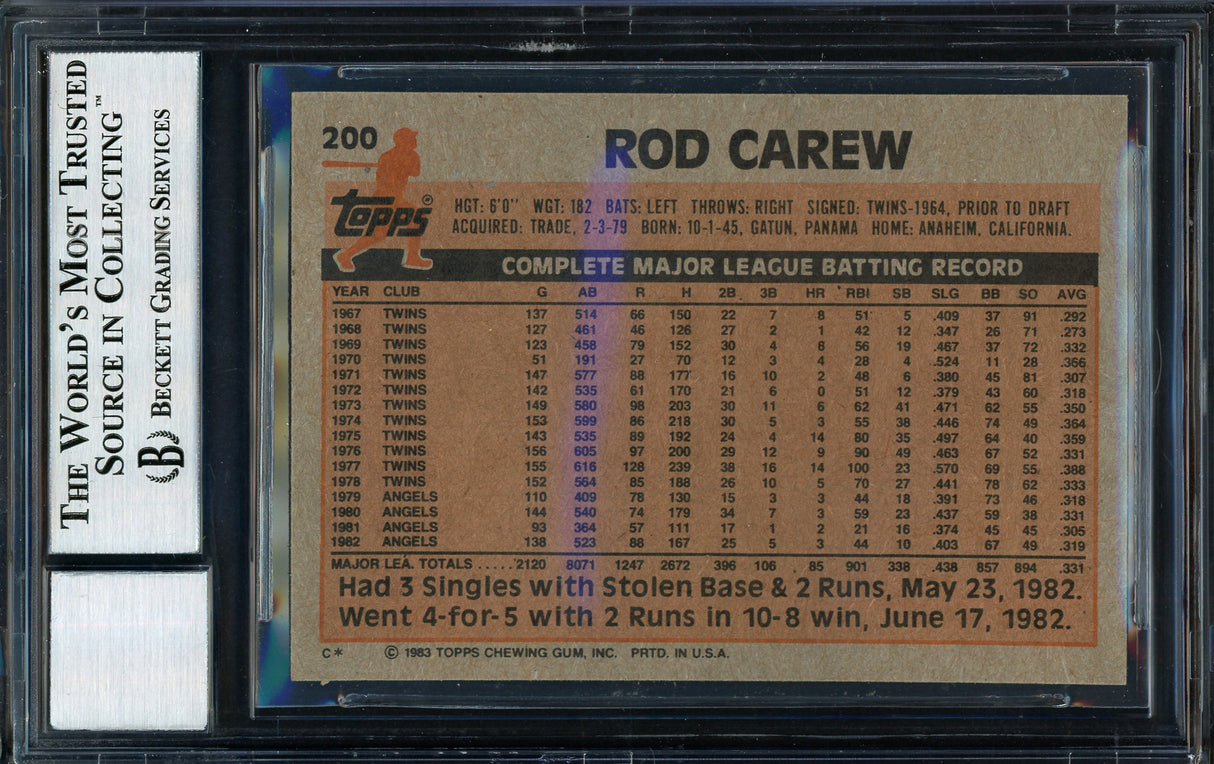 THE WORLD'S MOST TRUSTED
SOURCE IN COLLECTING™
BECKETT GRADING SERVICES
B
200
ROD CAREW
Topps®
HGT: 6'0" WGT: 182 BATS: LEFT THROWS: RIGHT SIGNED: TWINS-1964, PRIOR TO DRAFT
ACQUIRED: TRADE, 2-3-79 BORN: 10-1-45, GATUN, PANAMA HOME: ANAHEIM, CALIFORNIA.
COMPLETE MAJOR LEAGUE BATTING RECORD
YEAR CLUB G AB R H 2B 3B HR RBI SB SLG BB SO AVG
1967 TWINS 137 514 66 150 22 7 8 51 5 .409 37 91 .292
1968 TWINS 127 461 46 126 27 2 1 42 12 .347 26 71 .273
1969 TWINS 123 458 79 152 30 4 8 56 19 .467 37 72 .332
1970 TWINS 51 191 27 70 12 3 4 28 4 .524 11 28 .366
1971 TWINS 147 577 88 177 16 10 2 48 6 .380 45 81 .307
1972 TWINS 142 535 61 170 21 6 0 51 12 .379 43 60 .318
1973 TWINS 149 580 98 203 30 11 6 62 41 .471 62 55 .350
1974 TWINS 153 599 86 218 30 5 3 55 38 .446 74 49 .364
1975 TWINS 143 535 89 192 24 4 14 80 35 .497 64 40 .359
1976 TWINS 156 605 97 200 29 12 9 90 49 .463 67 52 .331
1977 TWINS 155 616 128 239 38 16 14 100 23 .570 69 55 .388
1978 TWINS 152 564 85 188 26 10 5 70 27 .441 78 62 .333
1979 ANGELS 110 409 78 130 15 3 44 18 .391 73 46 .318
1980 ANGELS 144 540 74 179 34 3 59 23 .437 59 38 .331
1981 ANGELS 93 364 57 111 17 1 2 21 16 .374 45 45 .305
1982 ANGELS 138 523 88 167 25 5 3 44 10 .403 67 49 .319
MAJOR LEA. TOTALS ..... 2120 8071 1247 2672 396 106 85 901 338 .438 857 894 .331
Had 3 Singles with Stolen Base & 2 Runs, May 23, 1982.
Went 4-for-5 with 2 Runs in 10-8 win, June 17, 1982.
C* © 1983 TOPPS CHEWING GUM, INC. PRTD. IN U.S.A.